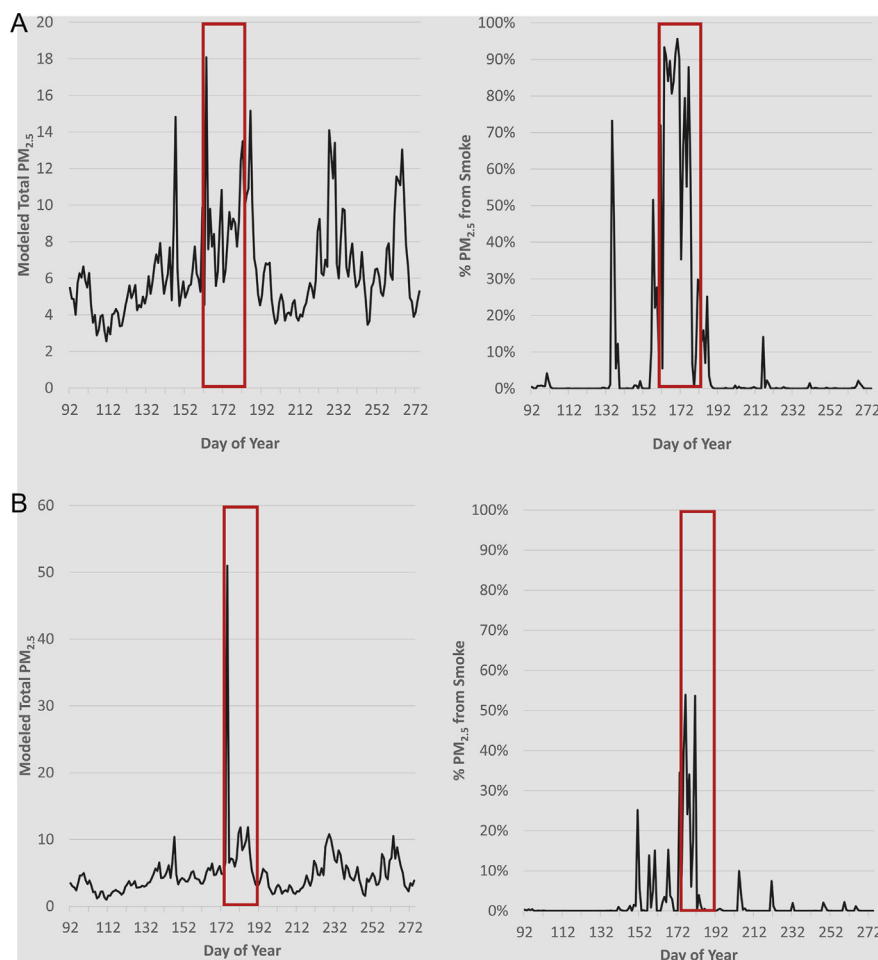 A
Modeled Total PM2.5
20
18
16
14
12
10
8
6
4
2
0
92 112 132 152 172 192 212 232 252 272
Day of Year
% PM2.5 from Smoke
100%
90%
80%
70%
60%
50%
40%
30%
20%
10%
0%
92 112 132 152 172 192 212 232 252 272
Day of Year
B
Modeled Total PM2.5
60
50
40
30
20
10
0
92 112 132 152 172 192 212 232 252 272
Day of Year
% PM2.5 from Smoke
100%
90%
80%
70%
60%
50%
40%
30%
20%
10%
0%
92 112 132 152 172 192 212 232 252 272
Day of Year